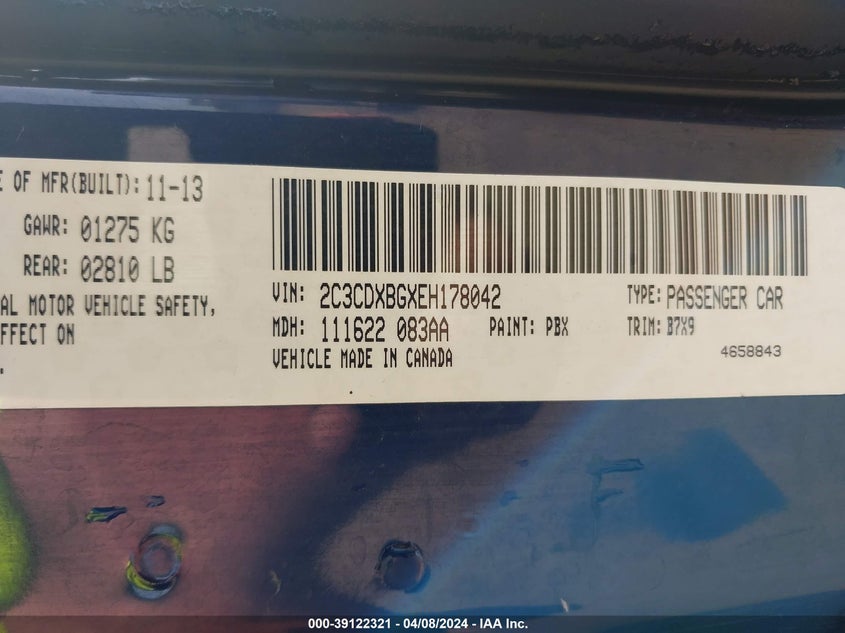 E OF MFR(BUILT): 11-13
GAWR: 01275 KG
REAR: 02810 LB
AL MOTOR VEHICLE SAFETY,
FFECT ON
.
VIN: 2C3CDXBGXEH178042 TYPE: PASSENGER CAR
MDH: 111622 083AA PAINT: PBX TRIM: B7X9
VEHICLE MADE IN CANADA 4658843
000-39122321 / 04/08/2024 - IAA Inc.